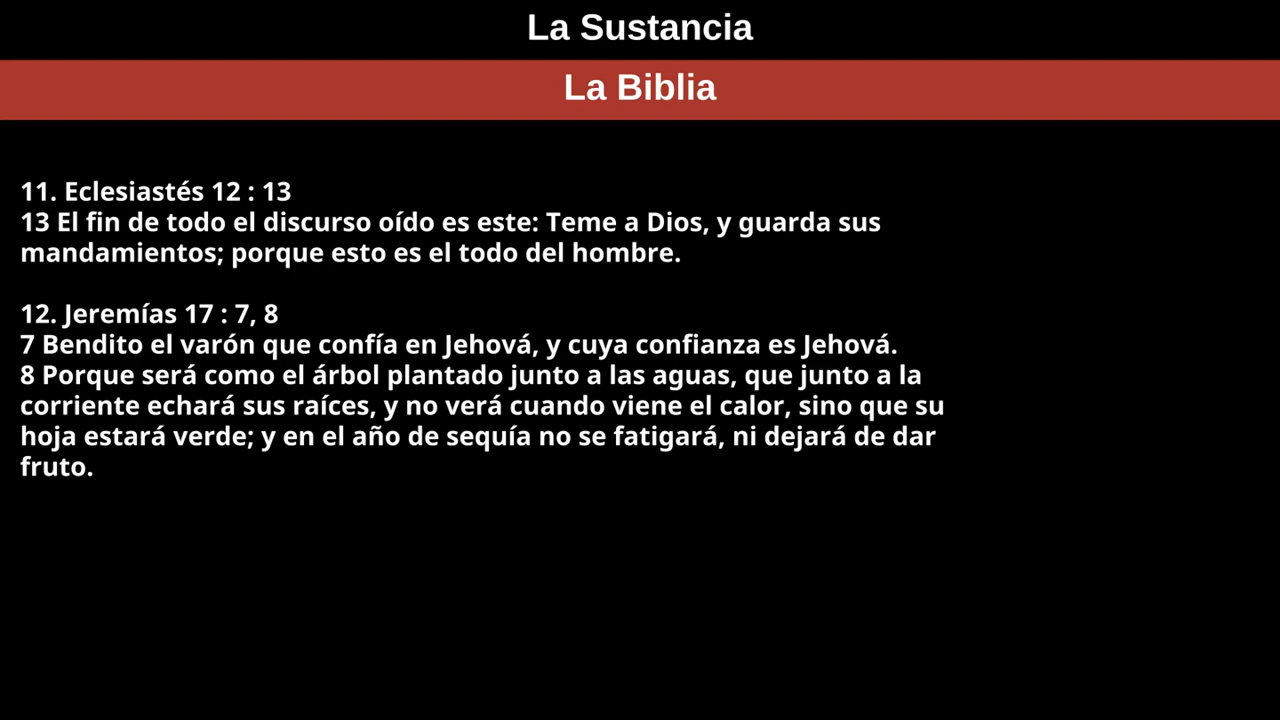 La Sustancia
La Biblia
11. Eclesiastés 12 : 13
13 El fin de todo el discurso oído es este: Teme a Dios, y guarda sus
mandamientos; porque esto es el todo del hombre.
12. Jeremías 17 : 7, 8
7 Bendito el varón que confía en Jehová, y cuya confianza es Jehová.
8 Porque será como el árbol plantado junto a las aguas, que junto a la
corriente echará sus raíces, y no verá cuando viene el calor, sino que su
hoja estará verde; y en el año de sequía no se fatigará, ni dejará de dar
fruto.